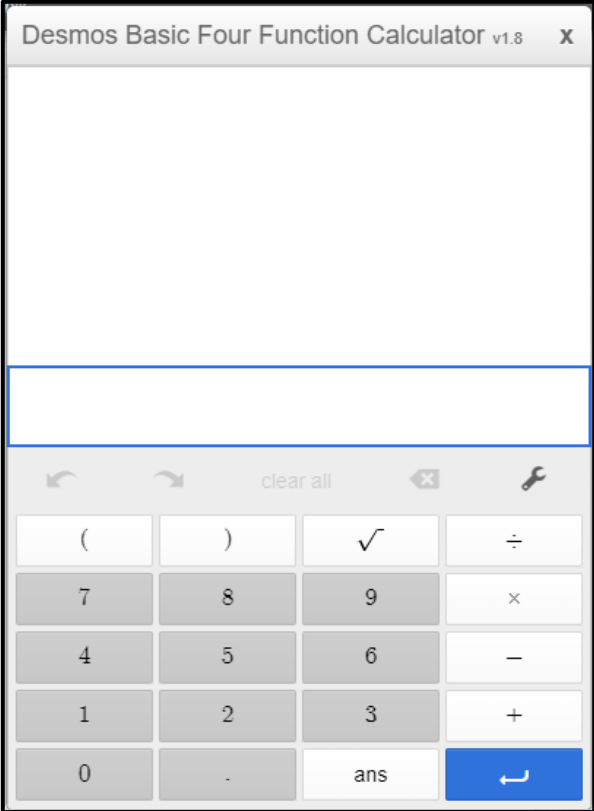 Desmos Basic Four Function Calculator v1.8 x
clear all
( ) √ ÷
7 8 9 ×
4 5 6 −
1 2 3 +
0 . ans